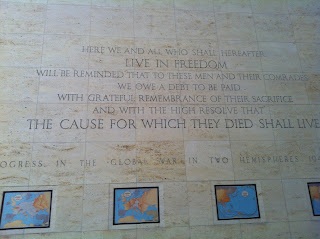 HERE WE AND ALL WHO SHALL HEREAFTER
LIVE IN FREEDOM
WILL BE REMINDED THAT TO THESE MEN AND THEIR COMRADES
WE OWE A DEBT TO BE PAID
WITH GRATEFUL REMEMBRANCE OF THEIR SACRIFICE
AND WITH THE HIGH RESOLVE THAT
THE CAUSE FOR WHICH THEY DIED SHALL LIVE
OGRESS IN THE GLOBAL WAR IN TWO HEMISPHERES